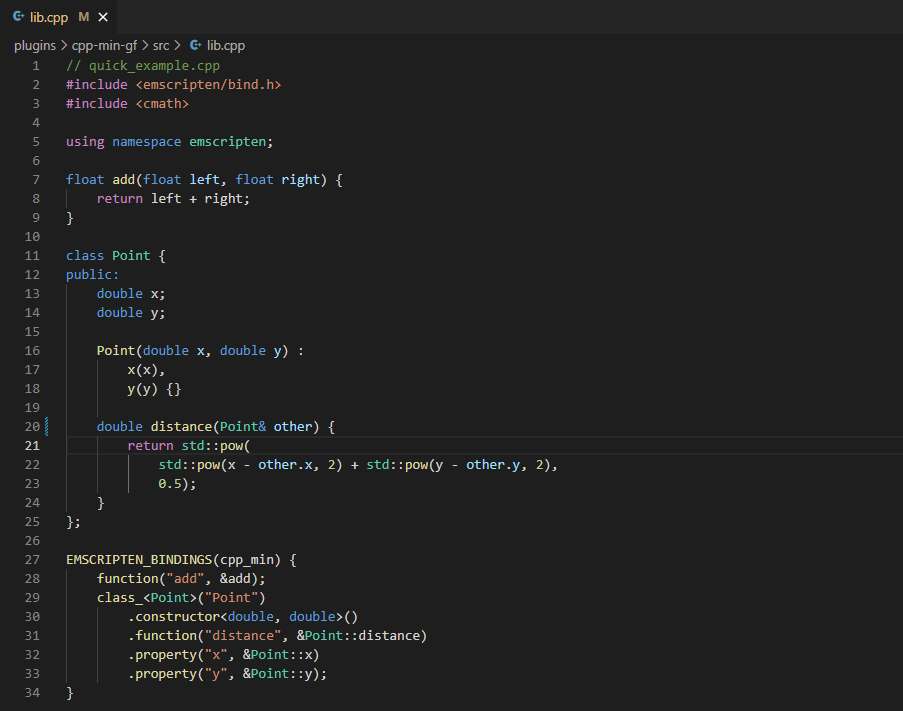 lib.cpp M
plugins > cpp-min-gf > src > lib.cpp
1 // quick_example.cpp
2 #include <emscripten/bind.h>
3 #include <cmath>
4
5 using namespace emscripten;
6
7 float add(float left, float right) {
8     return left + right;
9 }
10
11 class Point {
12 public:
13     double x;
14     double y;
15
16     Point(double x, double y) :
17         x(x),
18         y(y) {}
19
20     double distance(Point& other) {
21         return std::pow(
22             std::pow(x - other.x, 2) + std::pow(y - other.y, 2),
23             0.5);
24     }
25 };
26
27 EMSCRIPTEN_BINDINGS(cpp_min) {
28     function("add", &add);
29     class_<Point>("Point")
30         .constructor<double, double>()
31         .function("distance", &Point::distance)
32         .property("x", &Point::x)
33         .property("y", &Point::y);
34 }